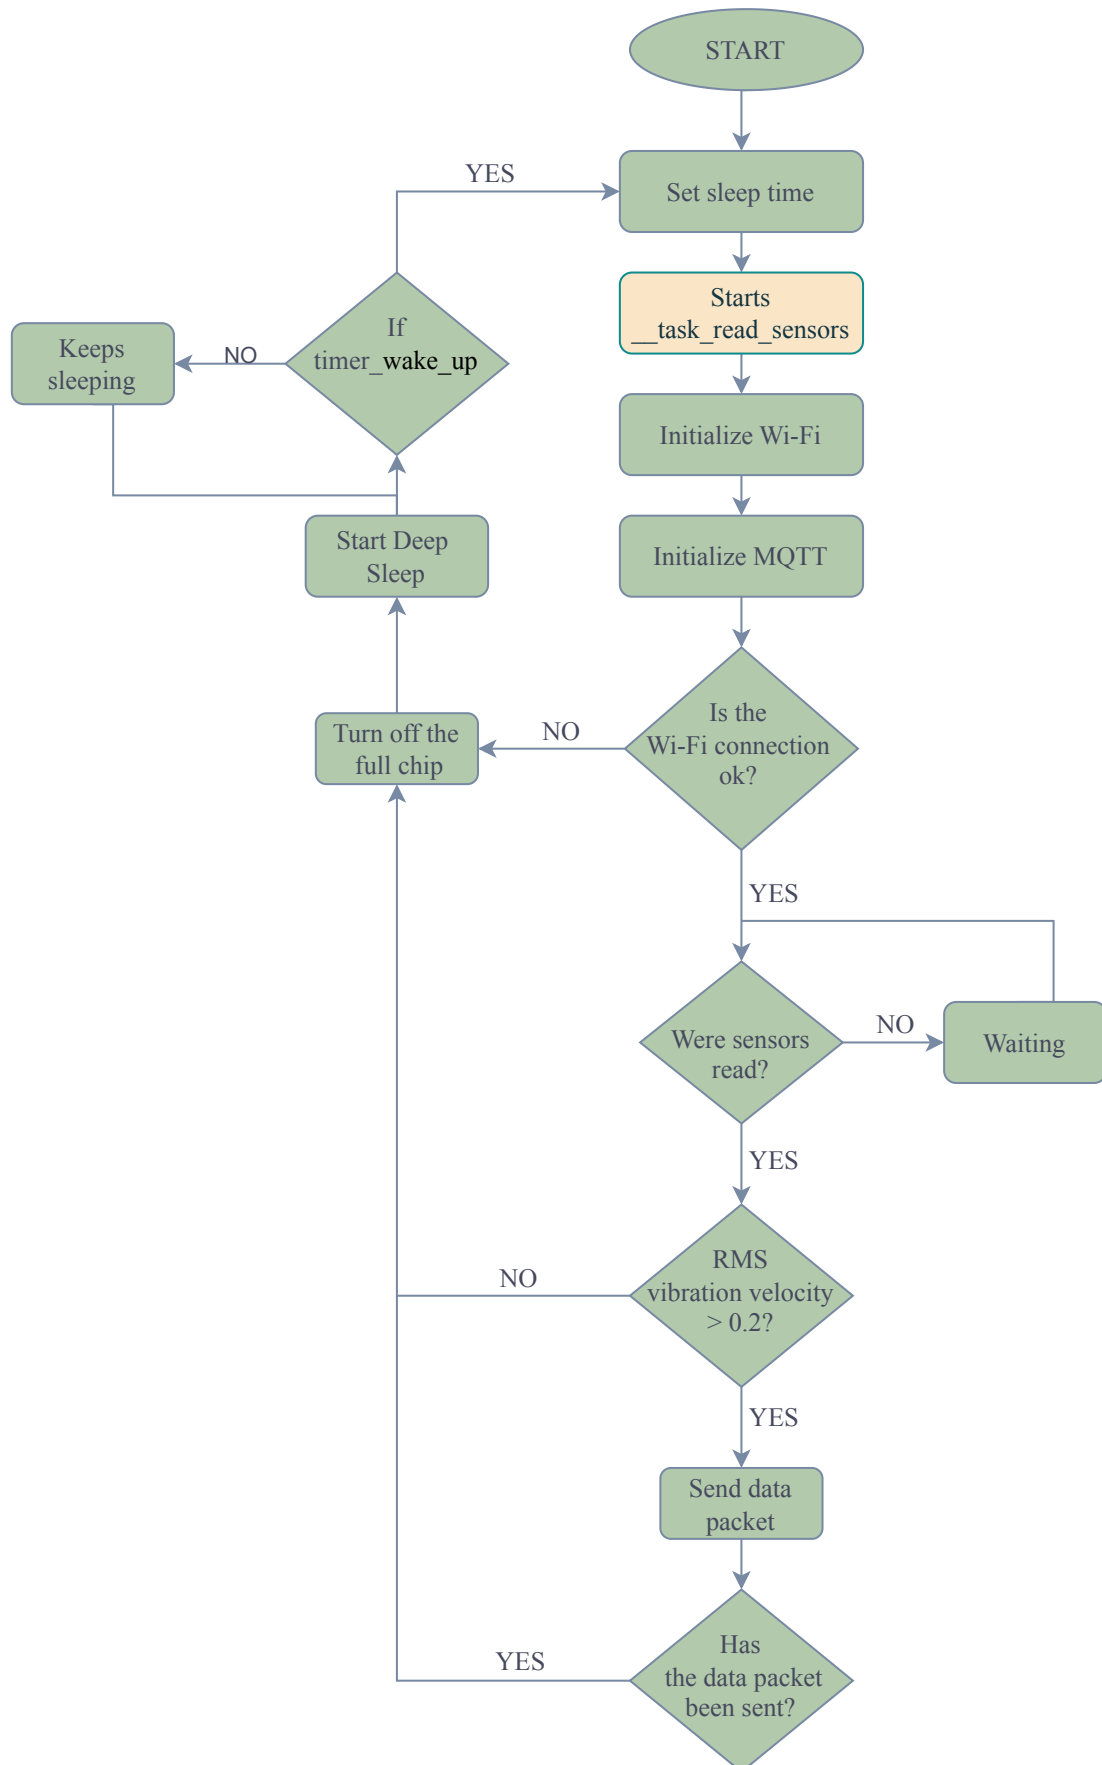 START
YES
Set sleep time
Starts
__task_read_sensors
If
timer_wake_up
NO
Keeps
sleeping
Initialize Wi-Fi
Start Deep
Sleep
Initialize MQTT
Turn off the
full chip
NO
Is the
Wi-Fi connection
ok?
YES
Were sensors
read?
NO
Waiting
YES
NO
RMS
vibration velocity
> 0.2?
YES
Send data
packet
YES
Has
the data packet
been sent?